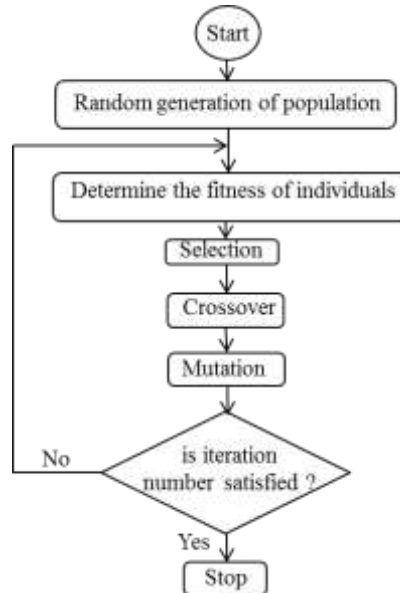 Start
Random generation of population
Determine the fitness of individuals
Selection
Crossover
Mutation
is iteration
number satisfied ?
No
Yes
Stop